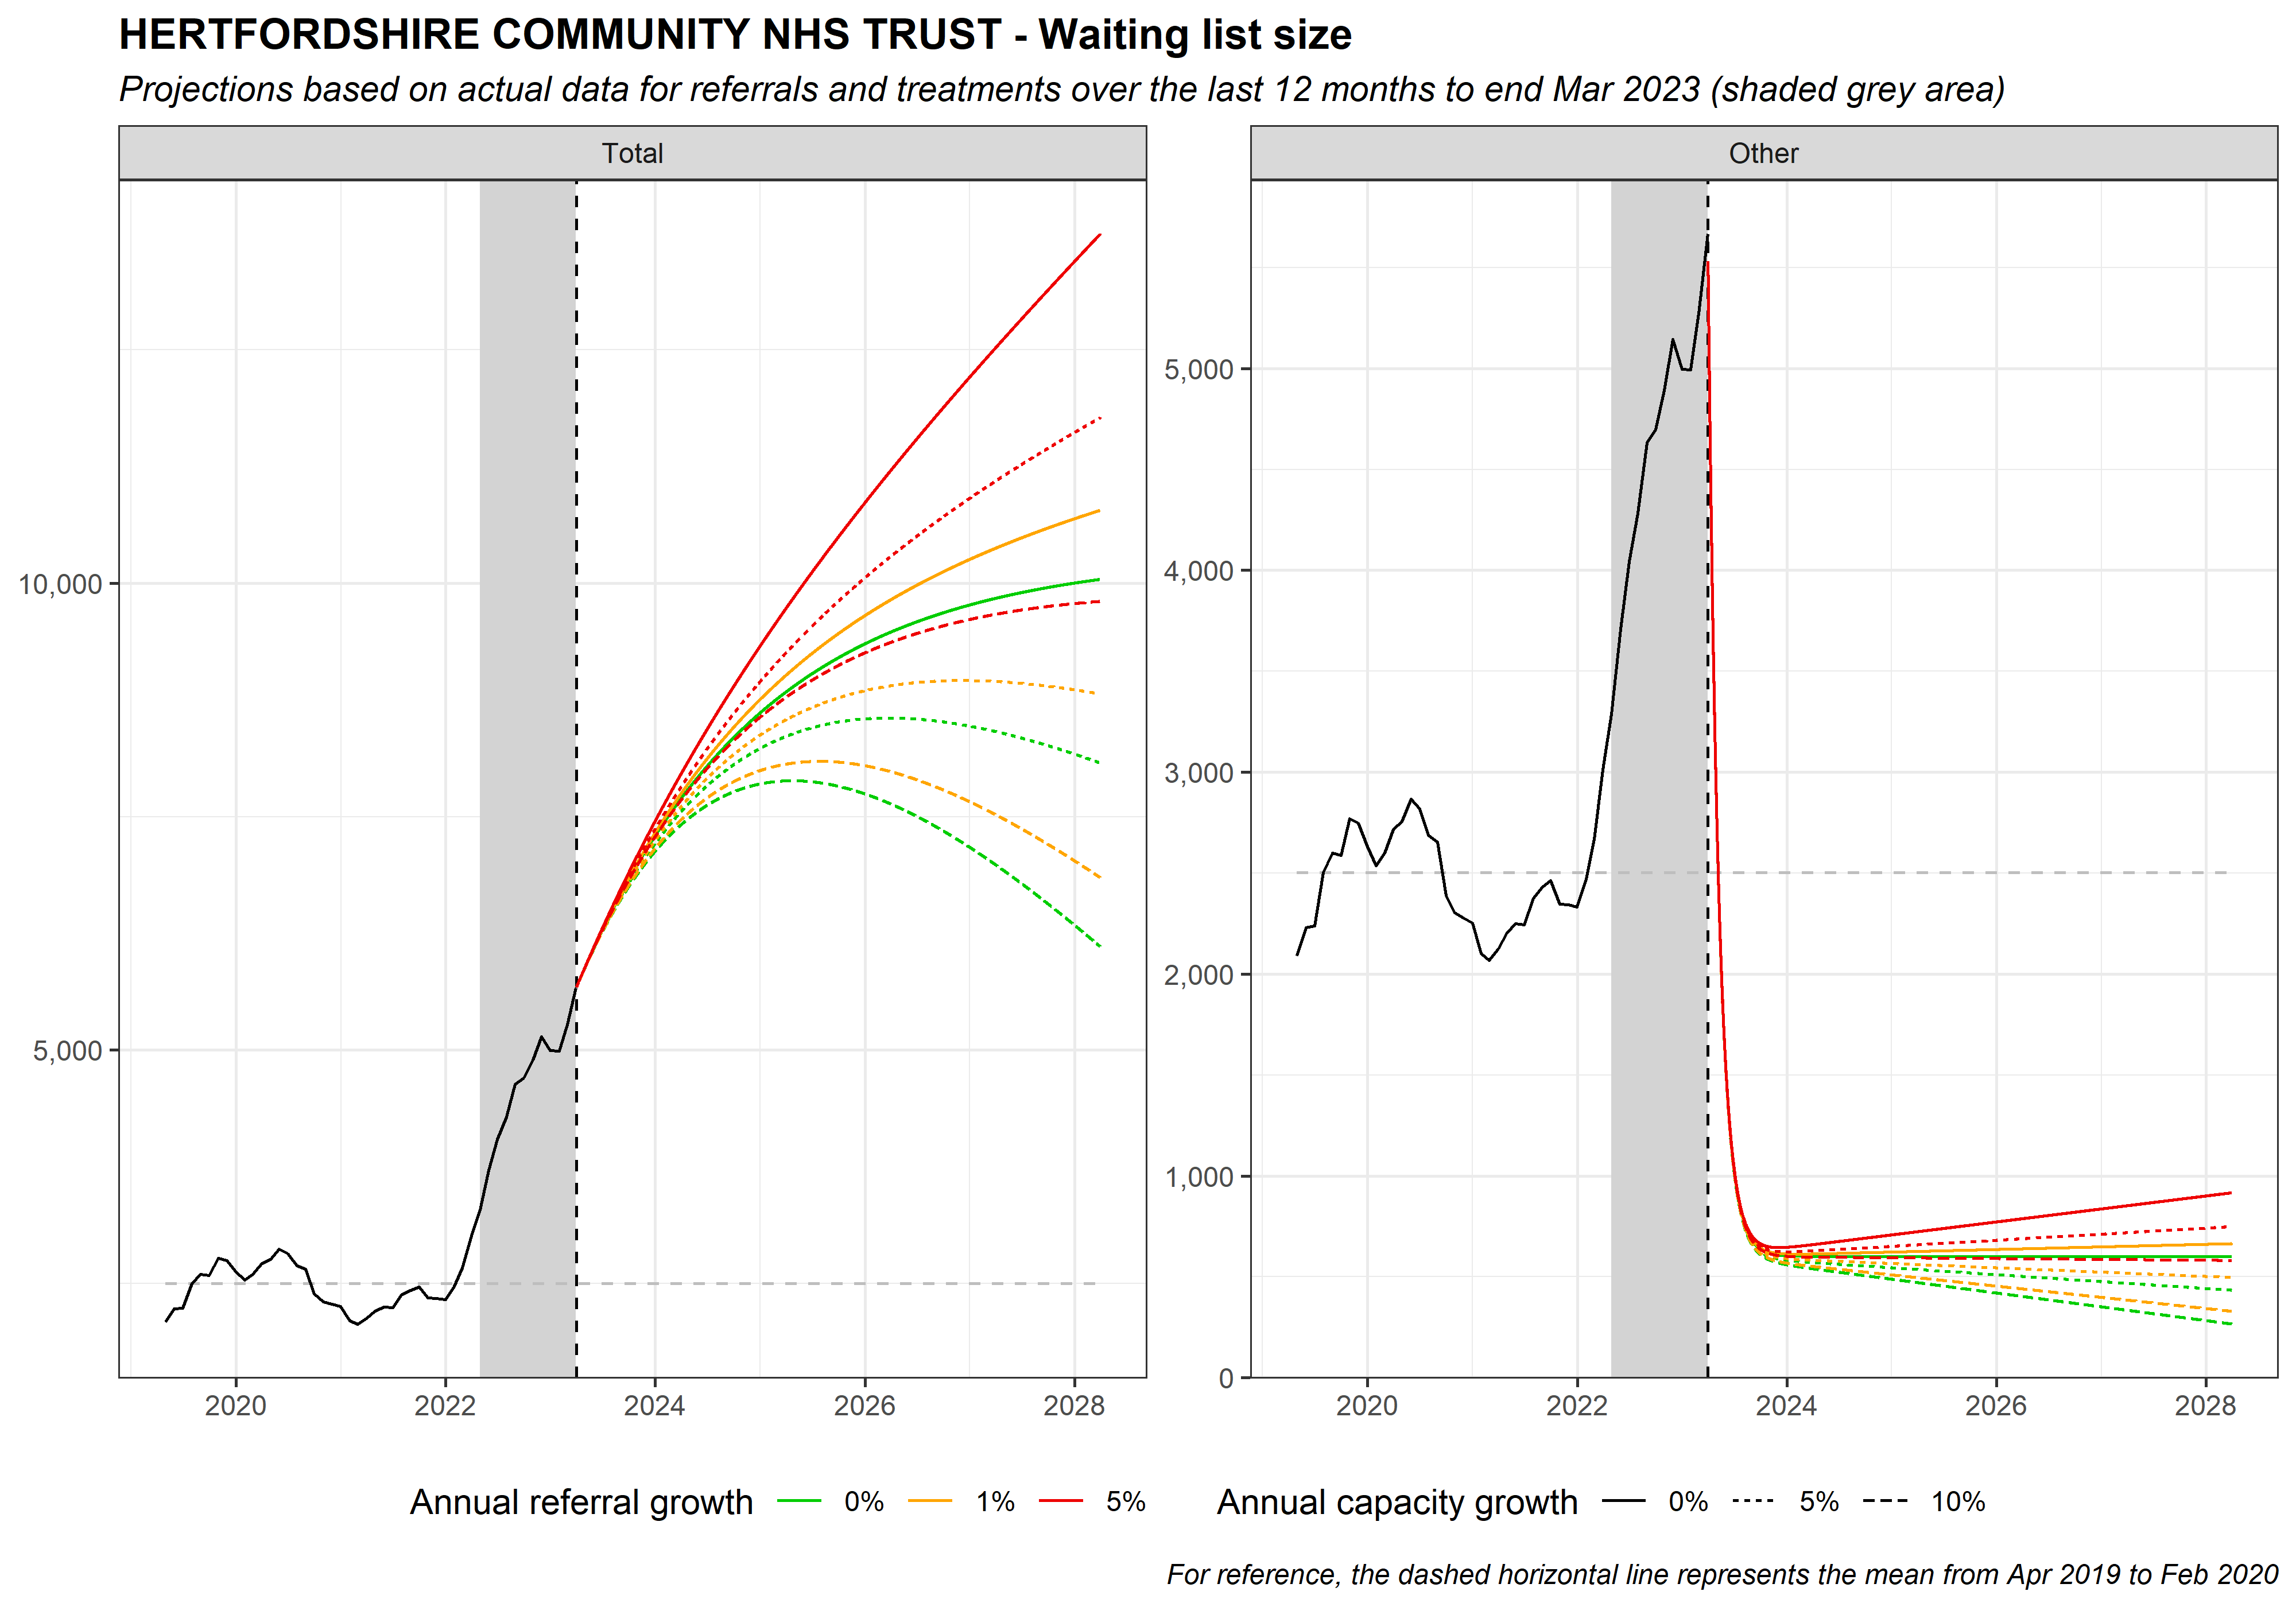 HERTFORDSHIRE COMMUNITY NHS TRUST - Waiting list size
Projections based on actual data for referrals and treatments over the last 12 months to end Mar 2023 (shaded grey area)
Total
10,000
5,000
2020 2022 2024 2026 2028
Other
5,000
4,000
3,000
2,000
1,000
0
2020 2022 2024 2026 2028
Annual referral growth 0% 1% 5%
Annual capacity growth 0% 5% 10%
For reference, the dashed horizontal line represents the mean from Apr 2019 to Feb 2020